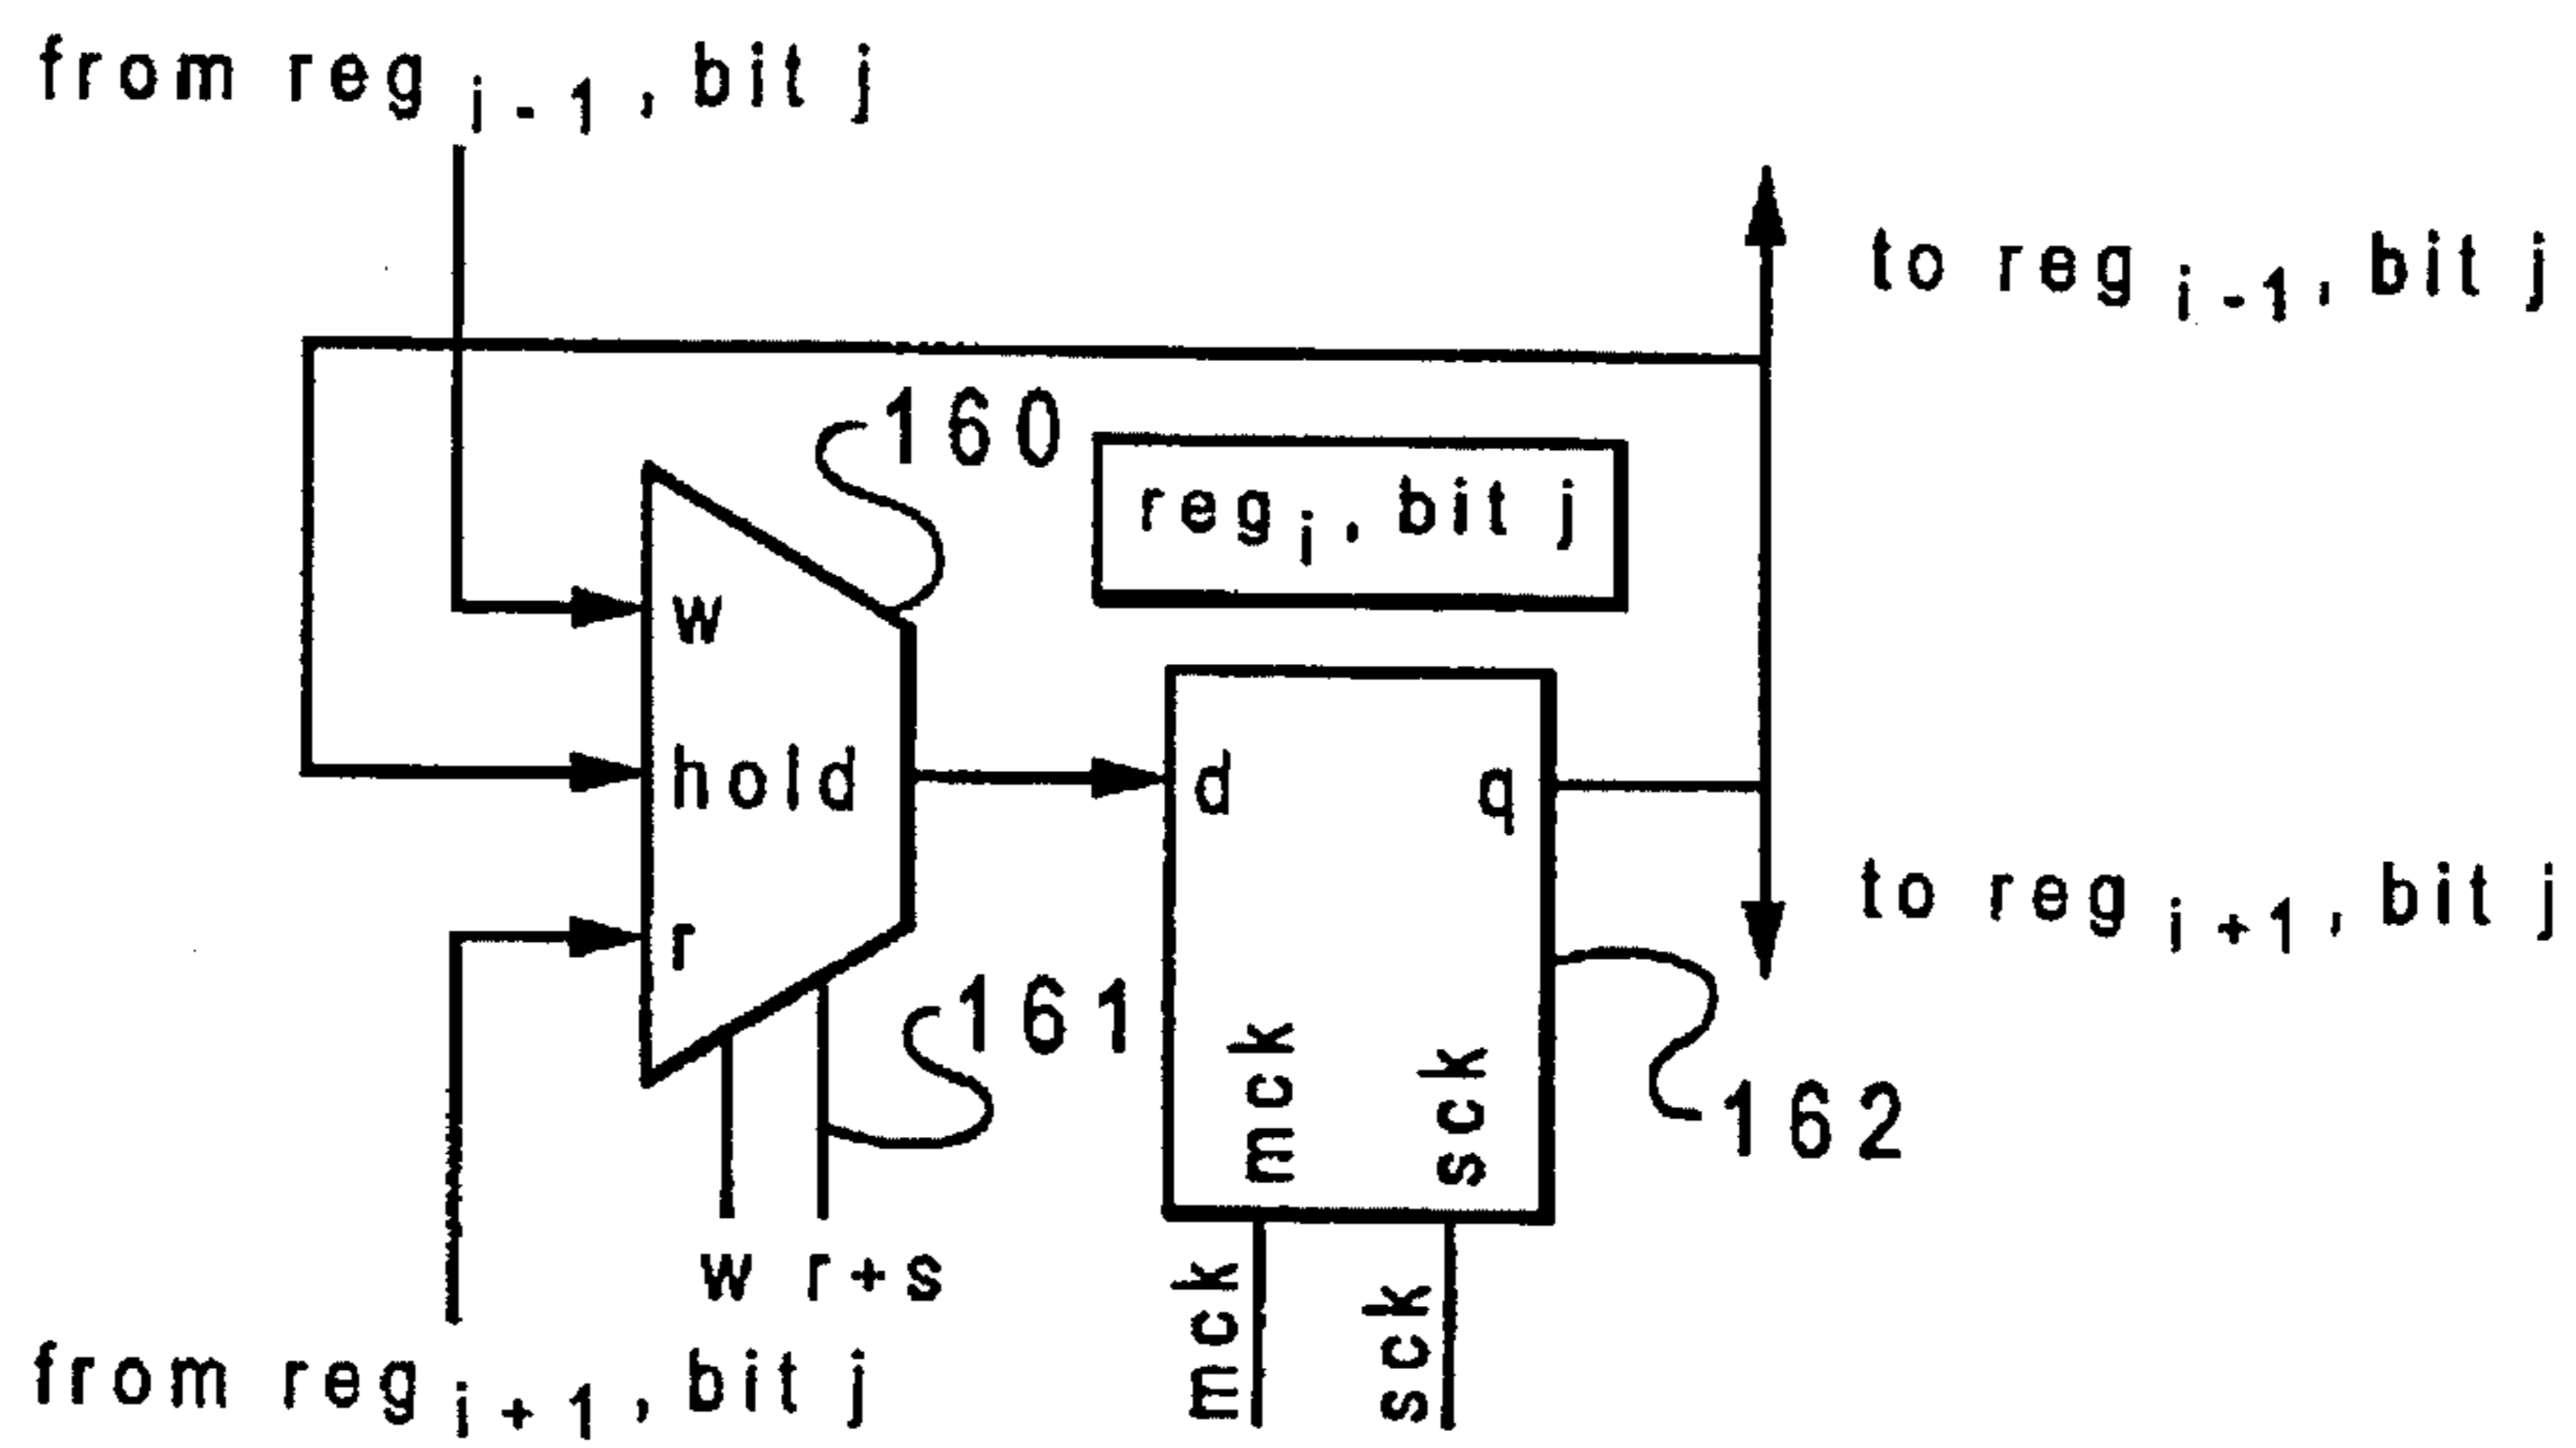 from reg i-1, bit j
to reg i-1, bit j
160
reg i, bit j
w
hold
d
q
r
to reg i+1, bit j
161
mck
sck
162
w r+s
mck
sck
from reg i+1, bit j